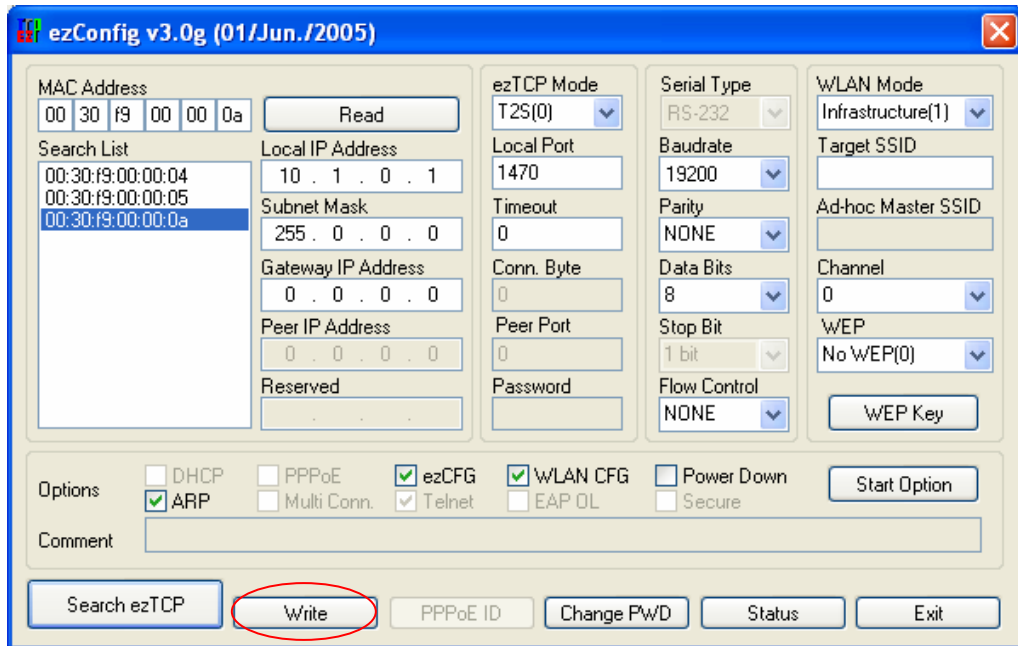 ezConfig v3.0g (01/Jun./2005)
MAC Address
00 30 f9 00 00 0a
Read
Search List
00:30:f9:00:00:04
00:30:f9:00:00:05
00:30:f9:00:00:0a
Local IP Address
10 . 1 . 0 . 1
Subnet Mask
255 . 0 . 0 . 0
Gateway IP Address
0 . 0 . 0 . 0
Peer IP Address
0 . 0 . 0 . 0
Reserved
. . .
ezTCP Mode
T2S(0)
Local Port
1470
Timeout
0
Conn. Byte
0
Peer Port
0
Password
Serial Type
RS-232
Baudrate
19200
Parity
NONE
Data Bits
8
Stop Bit
1 bit
Flow Control
NONE
WLAN Mode
Infrastructure(1)
Target SSID
Ad-hoc Master SSID
Channel
0
WEP
No WEP(0)
WEP Key
Options
DHCP PPPoE ezCFG WLAN CFG Power Down
ARP Multi Conn. Telnet EAP OL Secure
Start Option
Comment
Search ezTCP Write PPPoE ID Change PWD Status Exit